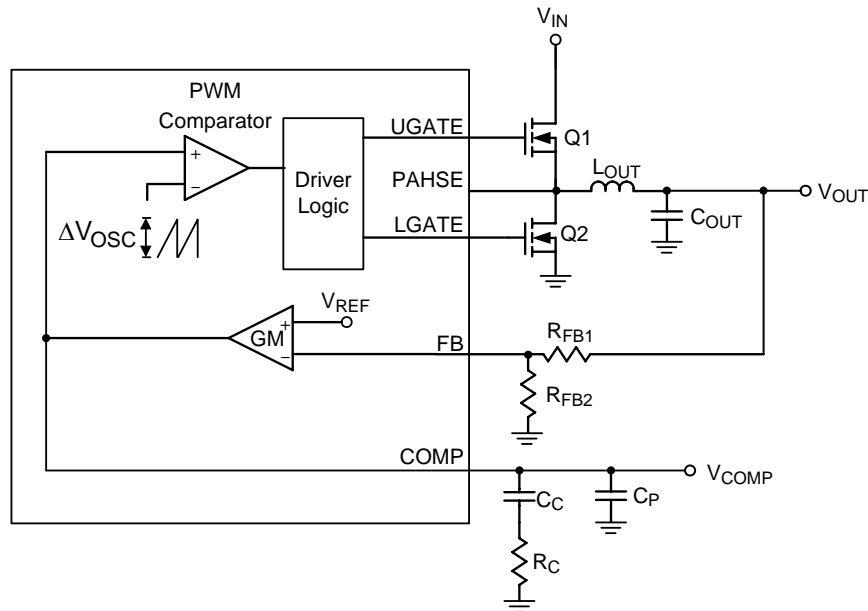 VIN
PWM
Comparator
+
−
ΔVOSC
Driver
Logic
UGATE
PAHSE
LGATE
Q1
Q2
LOUT
COUT
VOUT
VREF
GM
+
−
FB
RFB1
RFB2
COMP
VCOMP
CC
CP
RC